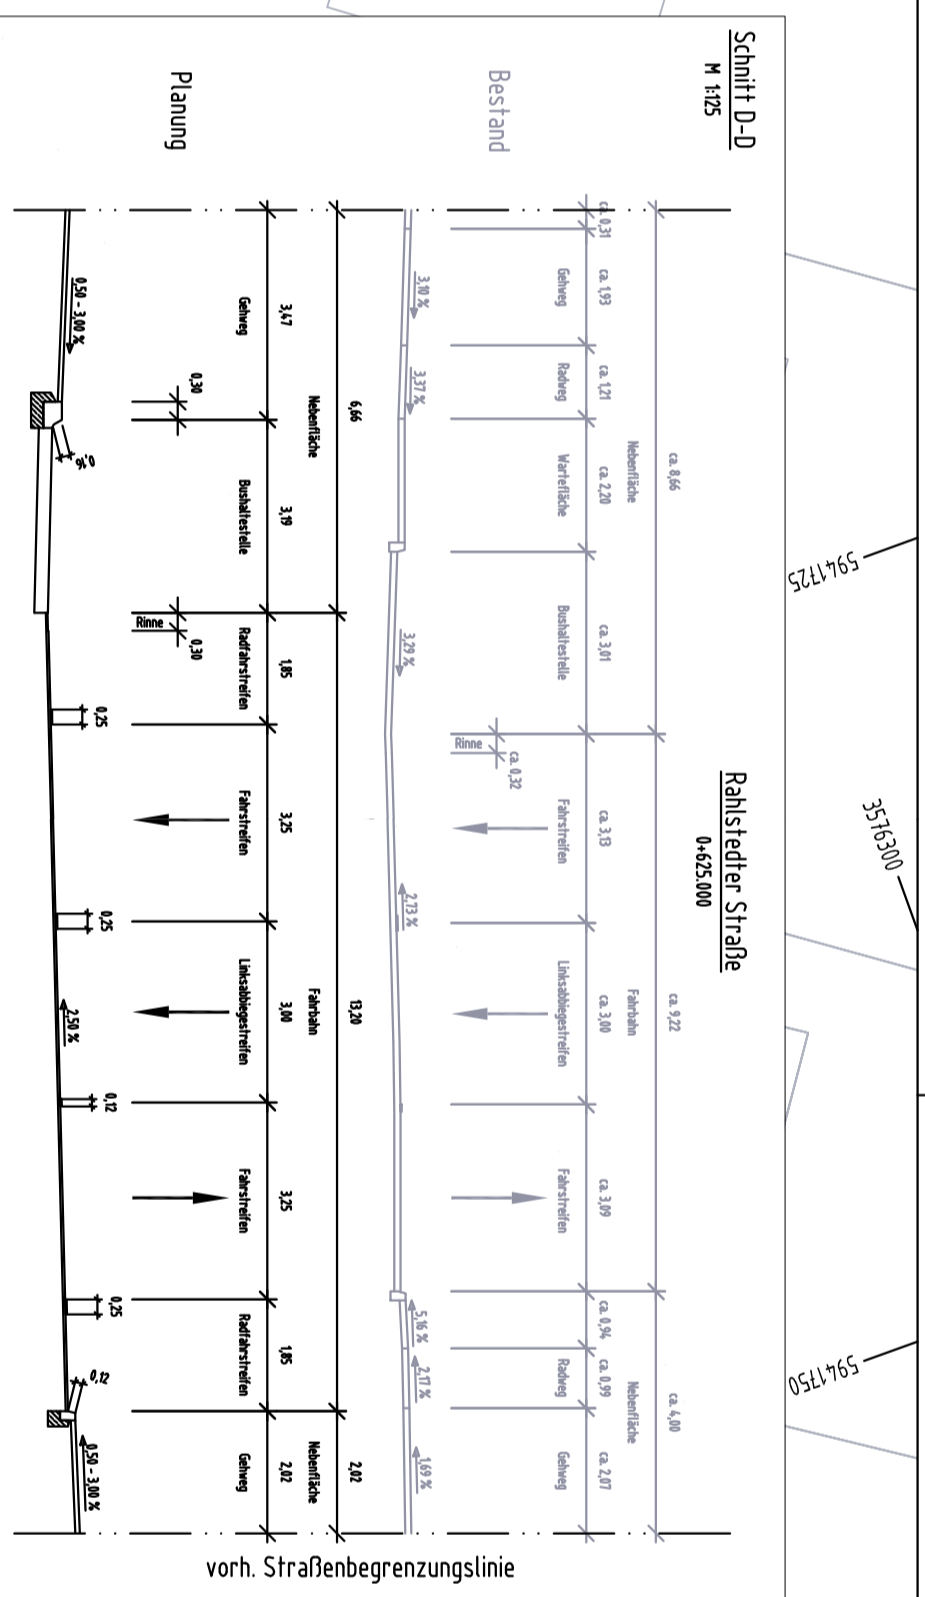 Schnitt D-D
M 1:125
Rahlstedter Straße
0+625.000
Bestand
ca. 8,66
ca. 9,22
ca. 4,00
Nebenfläche
Fahrbahn
Nebenfläche
ca. 0,31
ca. 1,93
ca. 1,21
ca. 2,20
ca. 3,01
ca. 3,13
ca. 3,00
ca. 3,09
ca. 0,94
ca. 0,99
ca. 2,07
Gehweg
Radweg
Wartefläche
Bushaltestelle
Fahrstreifen
Linksabbiegestreifen
Fahrstreifen
Radweg
Gehweg
ca. 0,32
Rinne
3,10 %
3,37 %
3,29 %
2,73 %
5,16 %
2,17 %
1,69 %
Planung
6,66
13,20
2,02
Nebenfläche
Fahrbahn
Nebenfläche
3,47
3,19
1,85
3,25
3,00
3,25
1,85
2,02
Gehweg
Bushaltestelle
Radfahrstreifen
Fahrstreifen
Linksabbiegestreifen
Fahrstreifen
Radfahrstreifen
Gehweg
0,30
0,30
Rinne
0,16
0,25
0,25
0,12
0,25
0,12
0,50 - 3,00 %
2,50 %
0,50 - 3,00 %
vorh. Straßenbegrenzungslinie
5941725
3576300
5941750